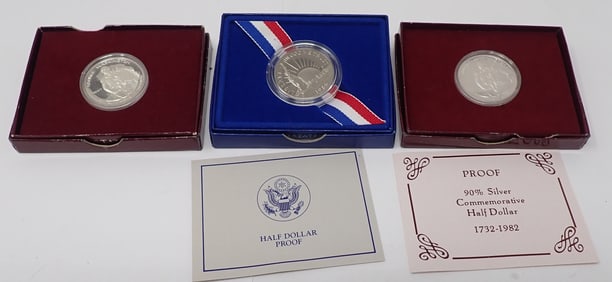 HALF DOLLAR
PROOF
PROOF
90% Silver
Commemorative
Half Dollar
1732-1982